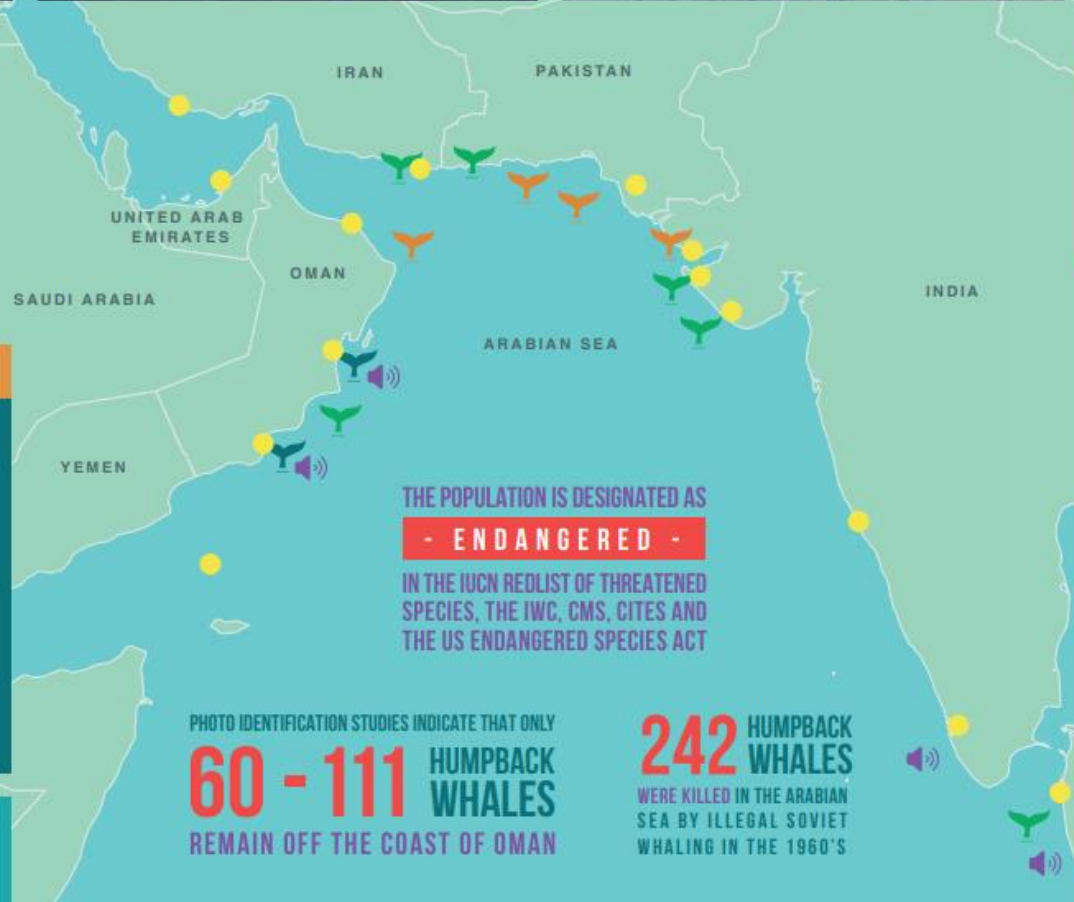 IRAN
PAKISTAN
UNITED ARAB
EMIRATES
OMAN
SAUDI ARABIA
INDIA
ARABIAN SEA
YEMEN
THE POPULATION IS DESIGNATED AS
- ENDANGERED -
IN THE IUCN REDLIST OF THREATENED
SPECIES, THE IWC, CMS, CITES AND
THE US ENDANGERED SPECIES ACT
PHOTO IDENTIFICATION STUDIES INDICATE THAT ONLY
60 - 111 HUMPBACK
WHALES
REMAIN OFF THE COAST OF OMAN
242 HUMPBACK
WHALES
WERE KILLED IN THE ARABIAN
SEA BY ILLEGAL SOVIET
WHALING IN THE 1960'S